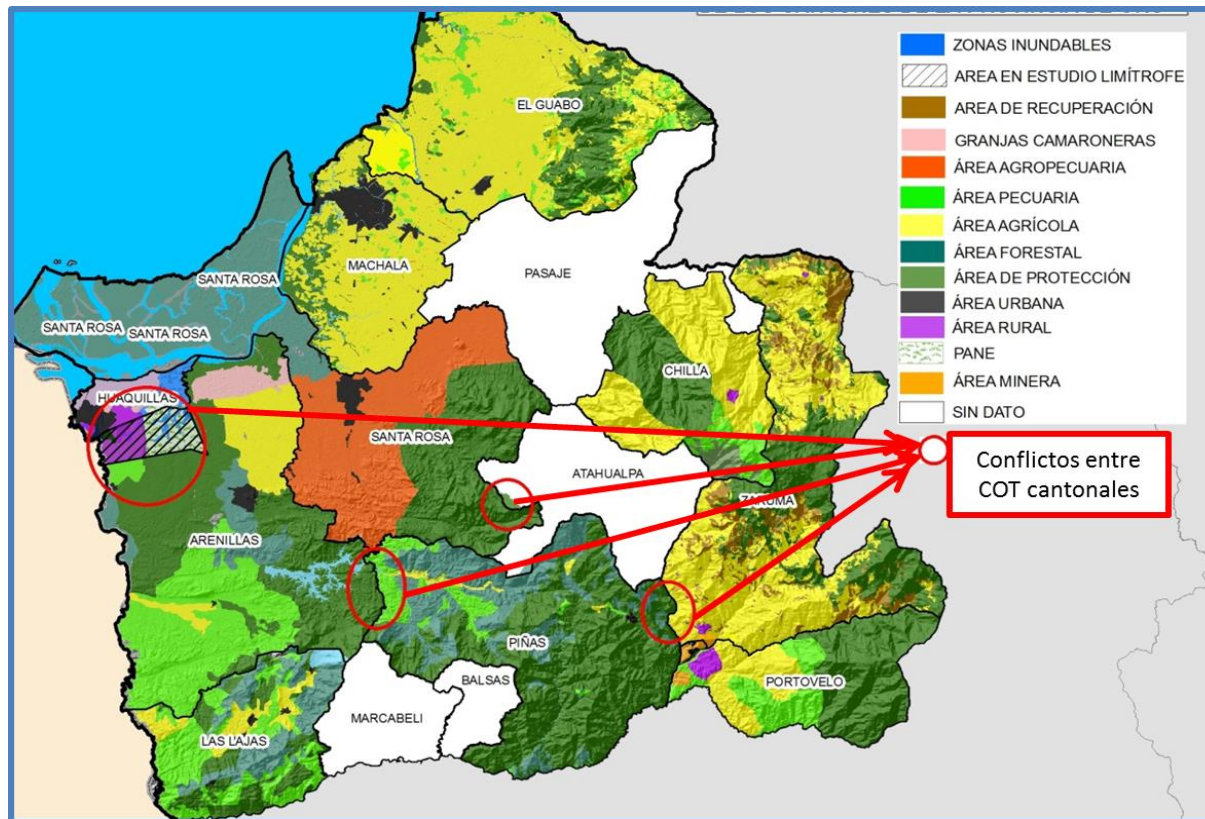 ZONAS INUNDABLES
AREA EN ESTUDIO LIMÍTROFE
AREA DE RECUPERACIÓN
GRANJAS CAMARONERAS
ÁREA AGROPECUARIA
ÁREA PECUARIA
ÁREA AGRÍCOLA
ÁREA FORESTAL
ÁREA DE PROTECCIÓN
ÁREA URBANA
ÁREA RURAL
PANE
ÁREA MINERA
SIN DATO
EL GUABO
MACHALA
PASAJE
SANTA ROSA
SANTA ROSA
SANTA ROSA
CHILLA
HUAQUILLAS
SANTA ROSA
ATAHUALPA
ZARUMA
ARENILLAS
PIÑAS
BALSAS
PORTOVELO
MARCABELI
LAS LAJAS
Conflictos entre
COT cantonales